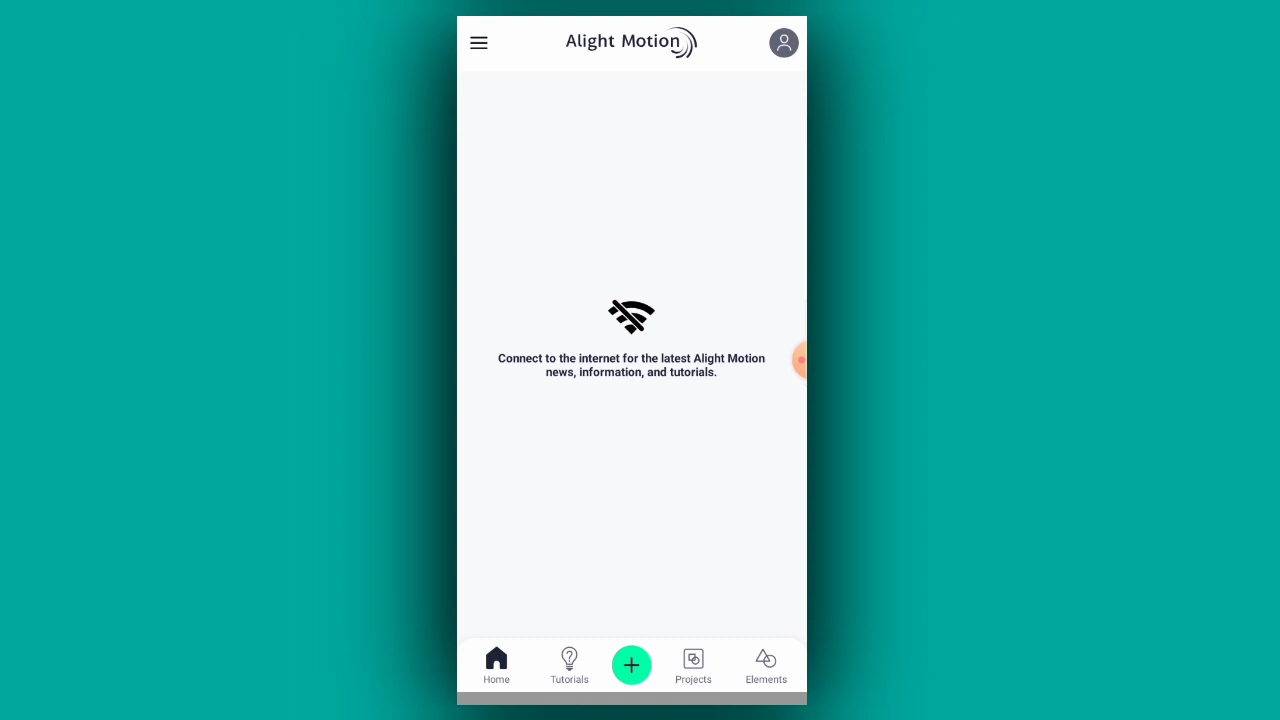 Alight Motion
Connect to the internet for the latest Alight Motion
news, information, and tutorials.
Home
Tutorials
Projects
Elements